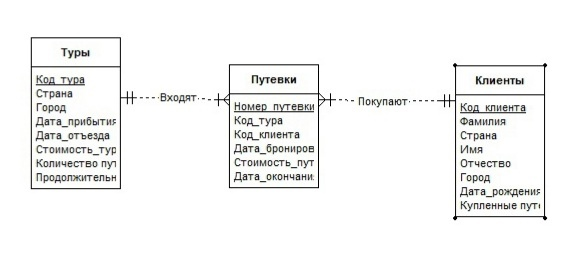 Туры
Код_тура
Страна
Город
Дата_прибытия
Дата_отъезда
Стоимость_тур
Количество пут
Продолжительн
Входят
Путевки
Номер_путевки
Код_тура
Код_клиента
Дата_брониров
Стоимость_пут
Дата_окончани
Покупают
Клиенты
Код_клиента
Фамилия
Страна
Имя
Отчество
Город
Дата_рождения
Купленные путе